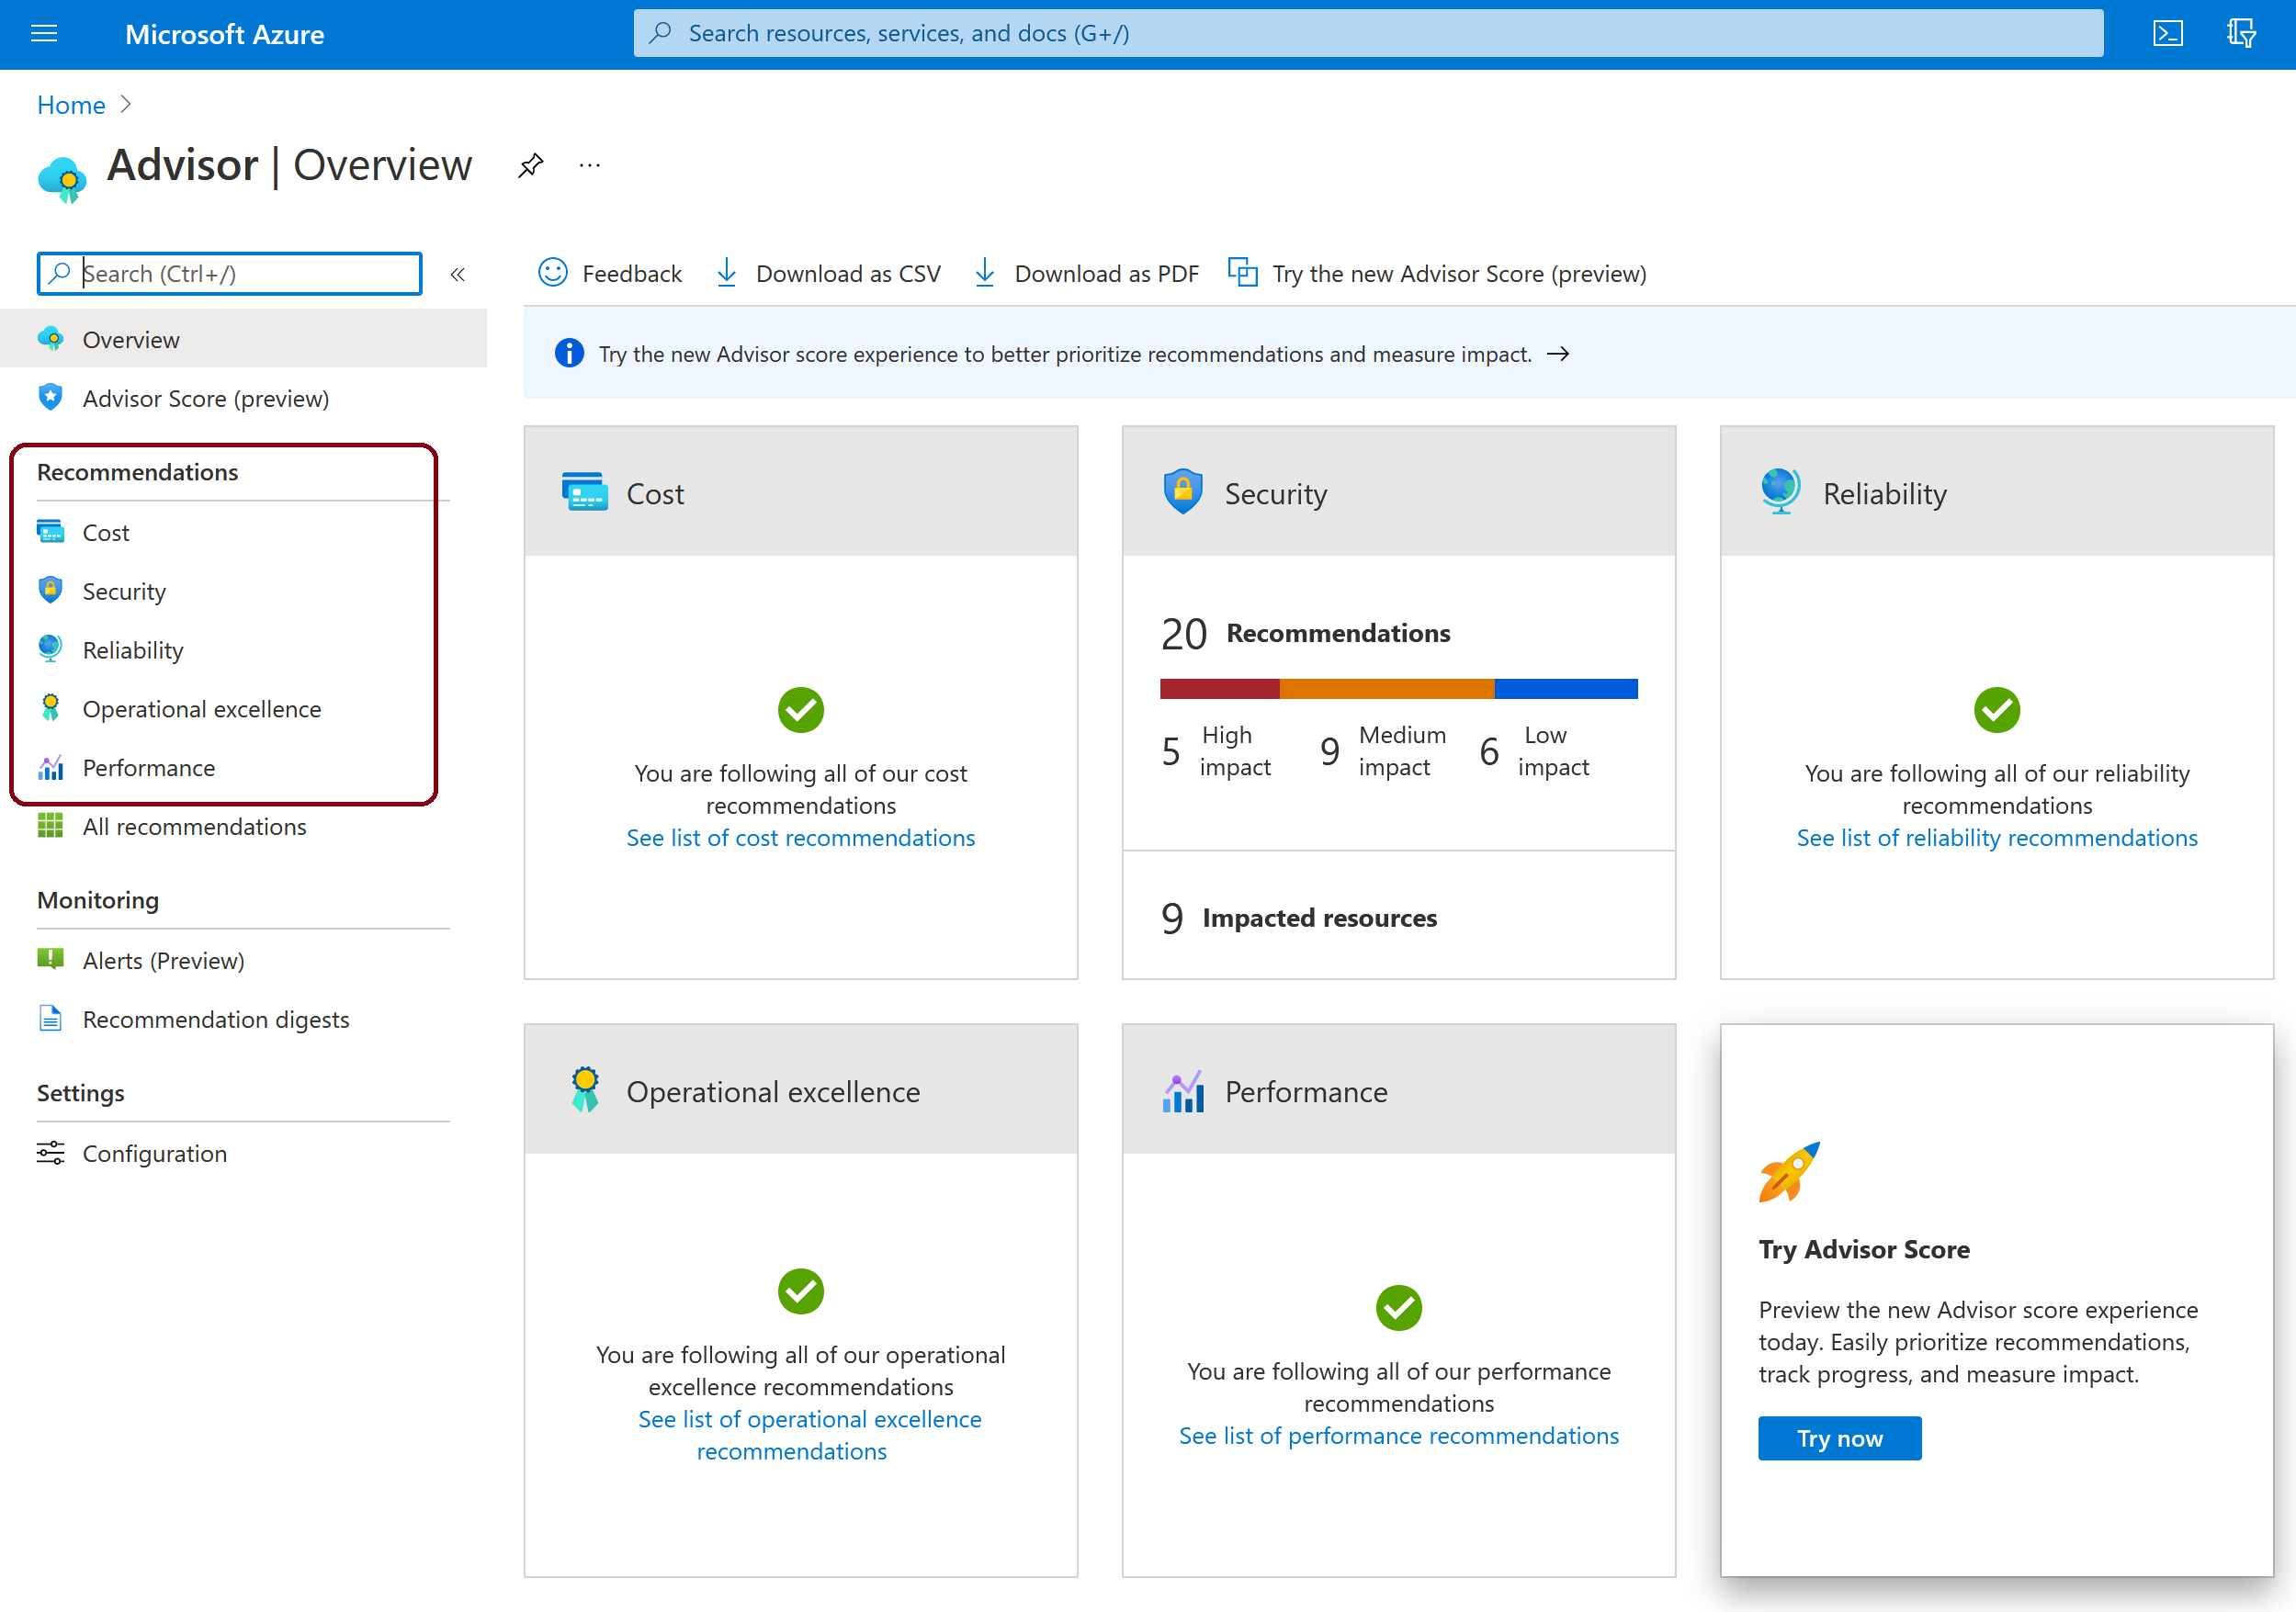 Microsoft Azure
Search resources, services, and docs (G+/)
Home
Advisor | Overview
Search (Ctrl+/)
Overview
Advisor Score (preview)
Recommendations
Cost
Security
Reliability
Operational excellence
Performance
All recommendations
Monitoring
Alerts (Preview)
Recommendation digests
Settings
Configuration
Feedback
Download as CSV
Download as PDF
Try the new Advisor Score (preview)
Try the new Advisor score experience to better prioritize recommendations and measure impact. →
Cost
You are following all of our cost
recommendations
See list of cost recommendations
Security
20 Recommendations
5 High impact
9 Medium impact
6 Low impact
9 Impacted resources
Reliability
You are following all of our reliability
recommendations
See list of reliability recommendations
Operational excellence
You are following all of our operational
excellence recommendations
See list of operational excellence
recommendations
Performance
You are following all of our performance
recommendations
See list of performance recommendations
Try Advisor Score
Preview the new Advisor score experience
today. Easily prioritize recommendations,
track progress, and measure impact.
Try now